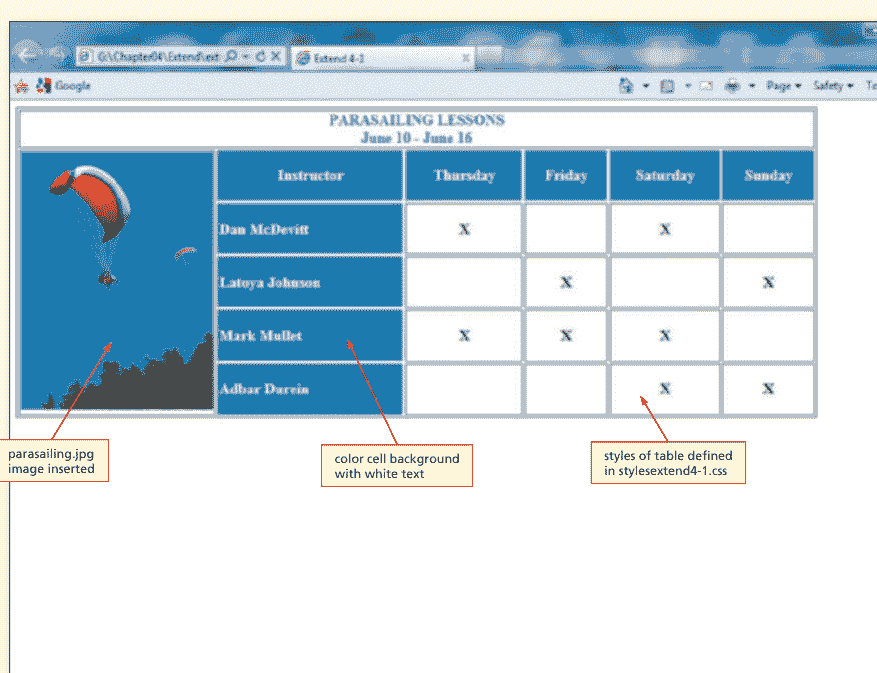 G:\Chapter04\Extend\ext
Extend 4-1
Google
Page
Safety
PARASAILING LESSONS
June 10 - June 16
Instructor Thursday Friday Saturday Sunday
Dan McDevitt X X
Latoya Johnson X X
Mark Mullet X X X
Adbar Durein X X
parasailing.jpg
image inserted
color cell background
with white text
styles of table defined
in stylesextend4-1.css